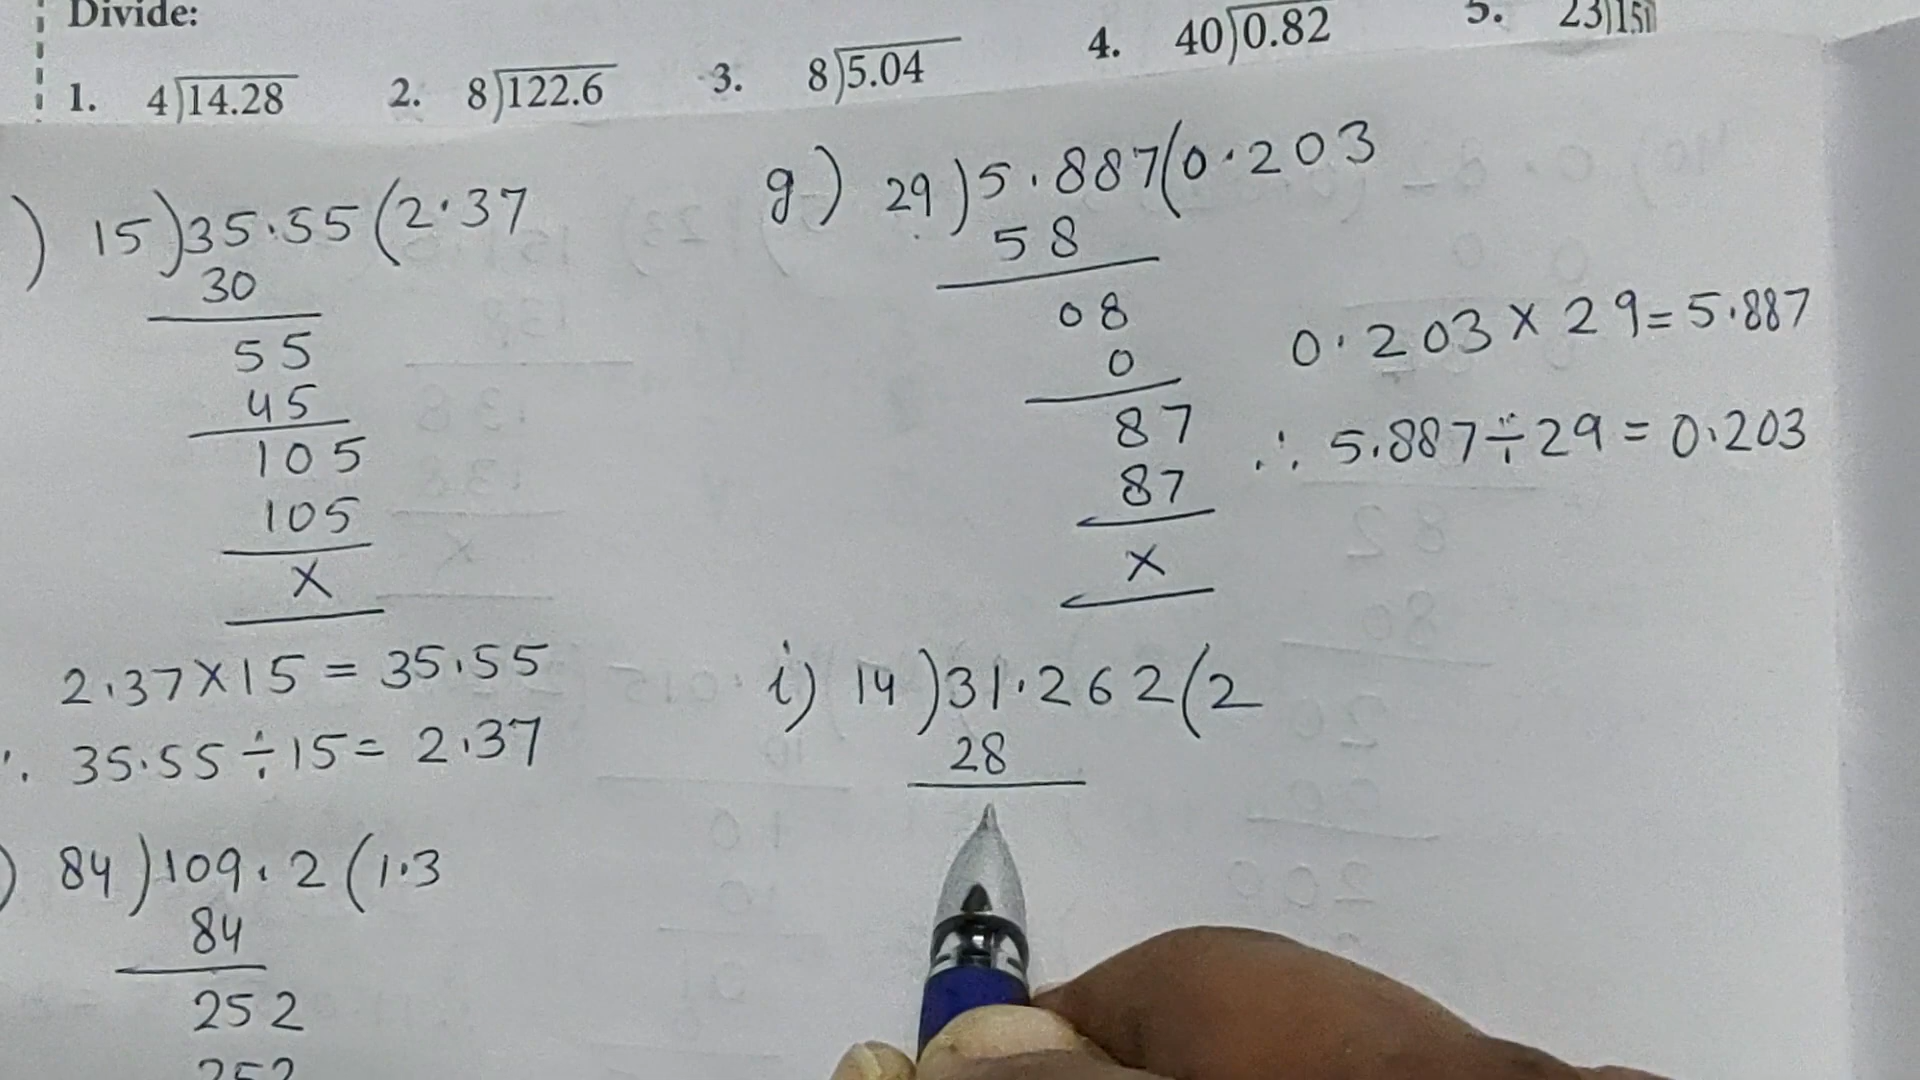 Divide:
1. 4)14.28 2. 8)122.6 3. 8)5.04 4. 40)0.82 5. 23)151
) 15)35.55(2.37
30
55
45
105
105
x
2.37×15 = 35.55
∴ 35.55÷15= 2.37
) 84)109.2(1.3
84
252
252
g) 29)5.887(0.203
58
08
0
87
87
x
0.203×29=5.887
∴ 5.887÷29=0.203
i) 14)31.262(2
28